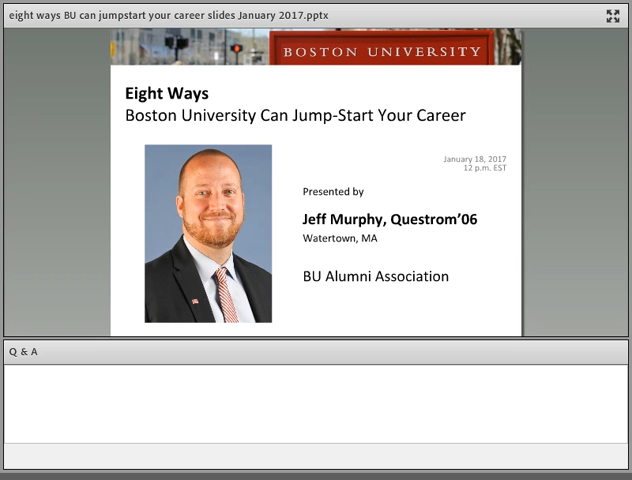 eight ways BU can jumpstart your career slides January 2017.pptx
BOSTON UNIVERSITY
Eight Ways
Boston University Can Jump-Start Your Career
January 18, 2017
12 p.m. EST
Presented by
Jeff Murphy, Questrom’06
Watertown, MA
BU Alumni Association
Q & A